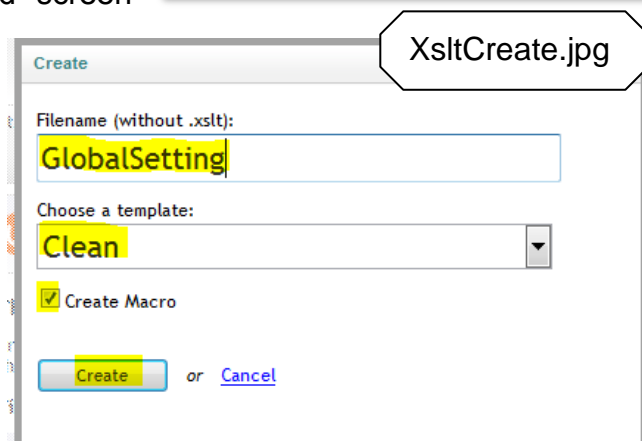 screen
XsltCreate.jpg
Create
Filename (without .xslt):
GlobalSetting
Choose a template:
Clean
Create Macro
Create or Cancel